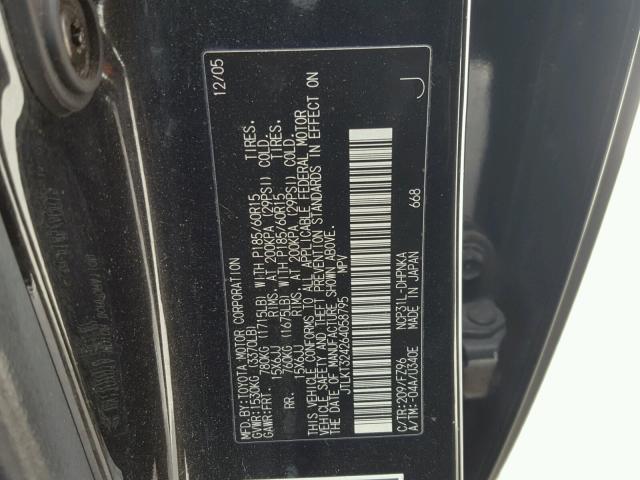 MFD.BY:TOYOTA MOTOR CORPORATION 12/05
GVWR:1530KG (3370LB)
GAWR:FRT. 780KG (1715LB) WITH P185/60R15 TIRES.
15X6JJ RIMS. AT 200KPA (29PSI) COLD.
RR. 760KG (1675LB) WITH P185/60R15 TIRES.
15X6JJ RIMS. AT 200KPA (29PSI) COLD.
THIS VEHICLE CONFORMS TO ALL APPLICABLE FEDERAL MOTOR
VEHICLE SAFETY AND THEFT PREVENTION STANDARDS IN EFFECT ON
THE DATE OF MANUFACTURE SHOWN ABOVE.
JTLKT324264058795 MPV
668 J
C/TR:209/FZ96 NCP31L-DHPNKA
A/TM:-04A/U340E MADE IN JAPAN